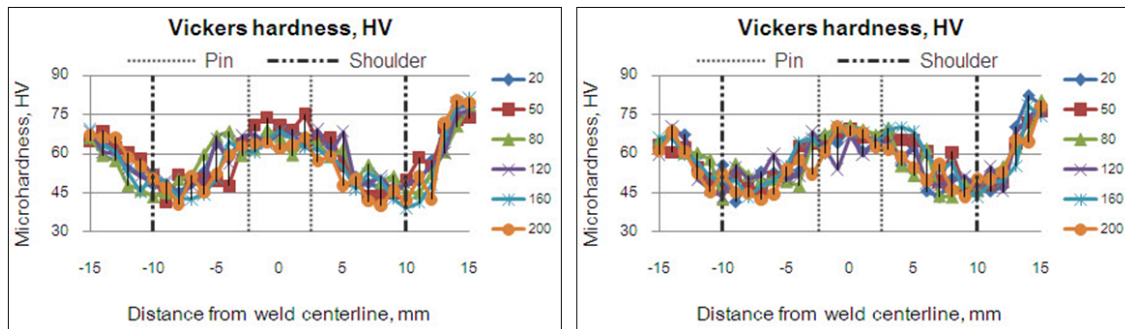 Vickers hardness, HV
Pin Shoulder
Microhardness, HV
90
75
60
45
30
-15 -10 -5 0 5 10 15
Distance from weld centerline, mm
20
50
80
120
160
200
Vickers hardness, HV
Pin Shoulder
Microhardness, HV
90
75
60
45
30
-15 -10 -5 0 5 10 15
Distance from weld centerline, mm
20
50
80
120
160
200